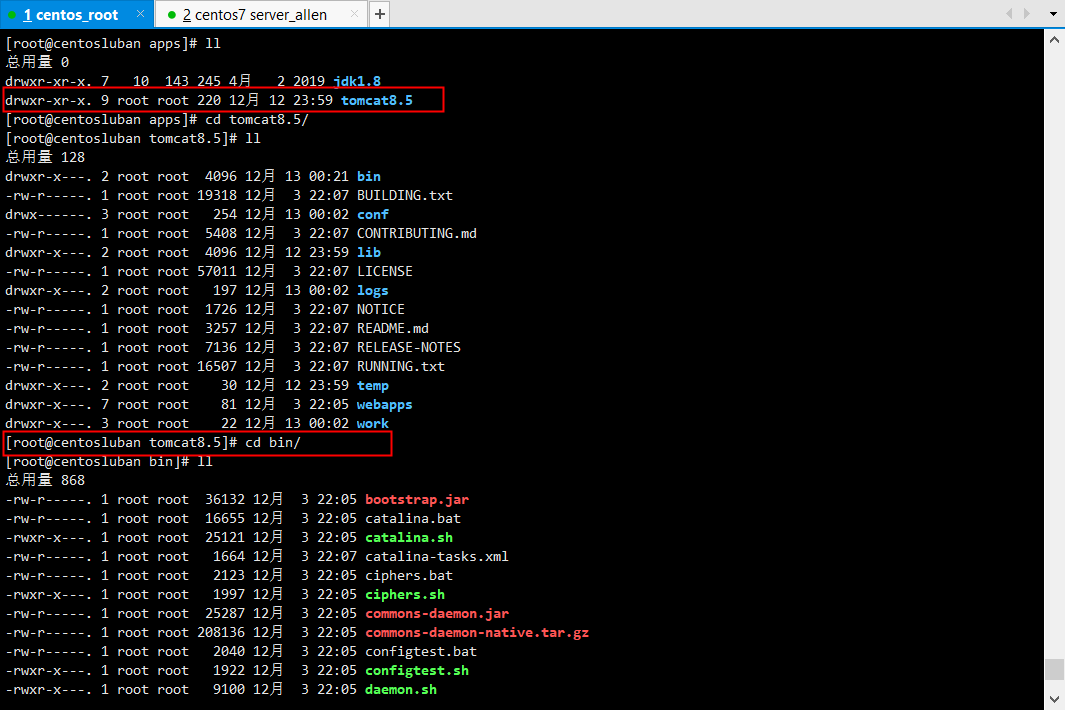 1 centos_root × 2 centos7 server_allen × +
[root@centosluban apps]# ll
总用量 0
drwxr-xr-x. 7   10  143 245 4月   2 2019 jdk1.8
drwxr-xr-x. 9 root root 220 12月 12 23:59 tomcat8.5
[root@centosluban apps]# cd tomcat8.5/
[root@centosluban tomcat8.5]# ll
总用量 128
drwxr-x---. 2 root root  4096 12月 13 00:21 bin
-rw-r-----. 1 root root 19318 12月  3 22:07 BUILDING.txt
drwx------. 3 root root   254 12月 13 00:02 conf
-rw-r-----. 1 root root  5408 12月  3 22:07 CONTRIBUTING.md
drwxr-x---. 2 root root  4096 12月 12 23:59 lib
-rw-r-----. 1 root root 57011 12月  3 22:07 LICENSE
drwxr-x---. 2 root root   197 12月 13 00:02 logs
-rw-r-----. 1 root root  1726 12月  3 22:07 NOTICE
-rw-r-----. 1 root root  3257 12月  3 22:07 README.md
-rw-r-----. 1 root root  7136 12月  3 22:07 RELEASE-NOTES
-rw-r-----. 1 root root 16507 12月  3 22:07 RUNNING.txt
drwxr-x---. 2 root root    30 12月 12 23:59 temp
drwxr-x---. 7 root root    81 12月  3 22:05 webapps
drwxr-x---. 3 root root    22 12月 13 00:02 work
[root@centosluban tomcat8.5]# cd bin/
[root@centosluban bin]# ll
总用量 868
-rw-r-----. 1 root root  36132 12月  3 22:05 bootstrap.jar
-rw-r-----. 1 root root  16655 12月  3 22:05 catalina.bat
-rwxr-x---. 1 root root  25121 12月  3 22:05 catalina.sh
-rw-r-----. 1 root root   1664 12月  3 22:07 catalina-tasks.xml
-rw-r-----. 1 root root   2123 12月  3 22:05 ciphers.bat
-rwxr-x---. 1 root root   1997 12月  3 22:05 ciphers.sh
-rw-r-----. 1 root root  25287 12月  3 22:05 commons-daemon.jar
-rw-r-----. 1 root root 208136 12月  3 22:05 commons-daemon-native.tar.gz
-rw-r-----. 1 root root   2040 12月  3 22:05 configtest.bat
-rwxr-x---. 1 root root   1922 12月  3 22:05 configtest.sh
-rwxr-x---. 1 root root   9100 12月  3 22:05 daemon.sh